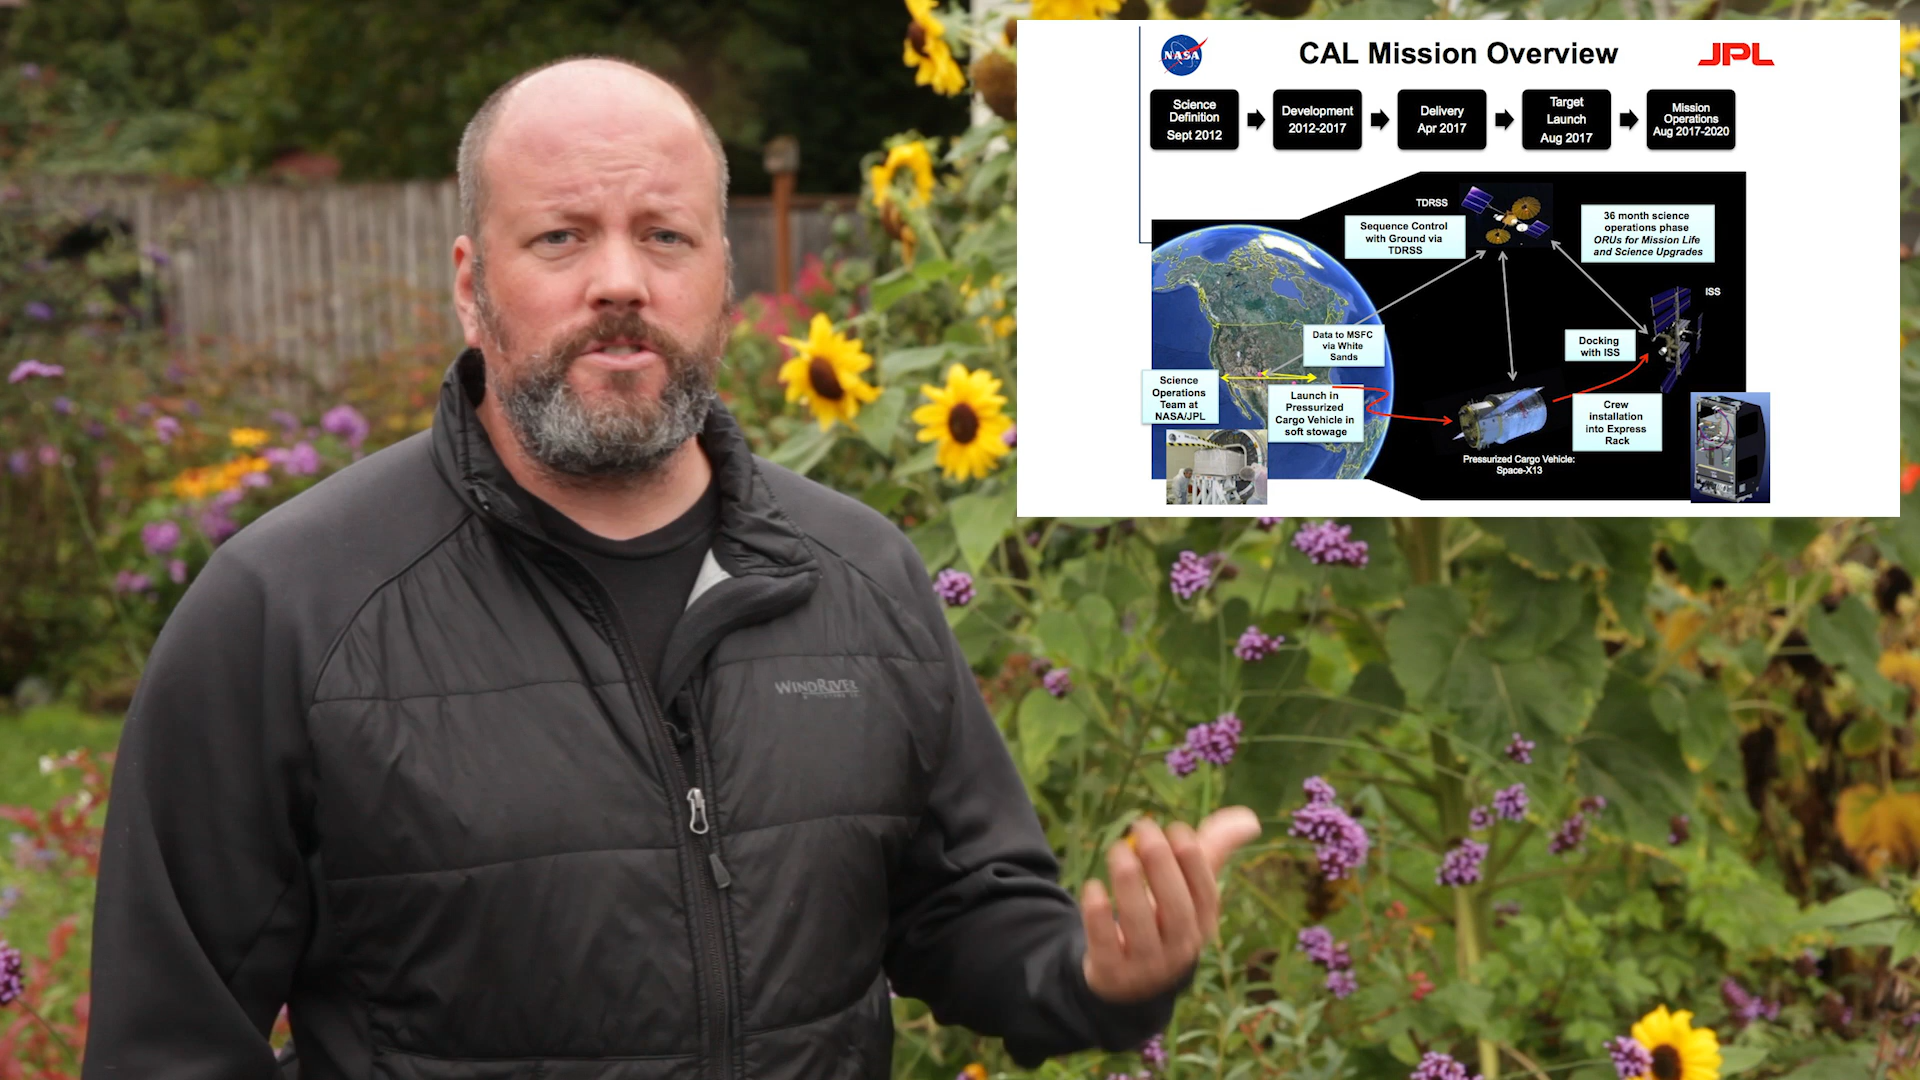 NASA
CAL Mission Overview
JPL
Science
Definition
Sept 2012
Development
2012-2017
Delivery
Apr 2017
Target
Launch
Aug 2017
Mission
Operations
Aug 2017-2020
TDRSS
Sequence Control
with Ground via
TDRSS
36 month science
operations phase
ORUs for Mission Life
and Science Upgrades
ISS
Data to MSFC
via White
Sands
Docking
with ISS
Science
Operations
Team at
NASA/JPL
Launch in
Pressurized
Cargo Vehicle in
soft stowage
Crew
installation
into Express
Rack
Pressurized Cargo Vehicle:
Space-X13
WINDRIVER